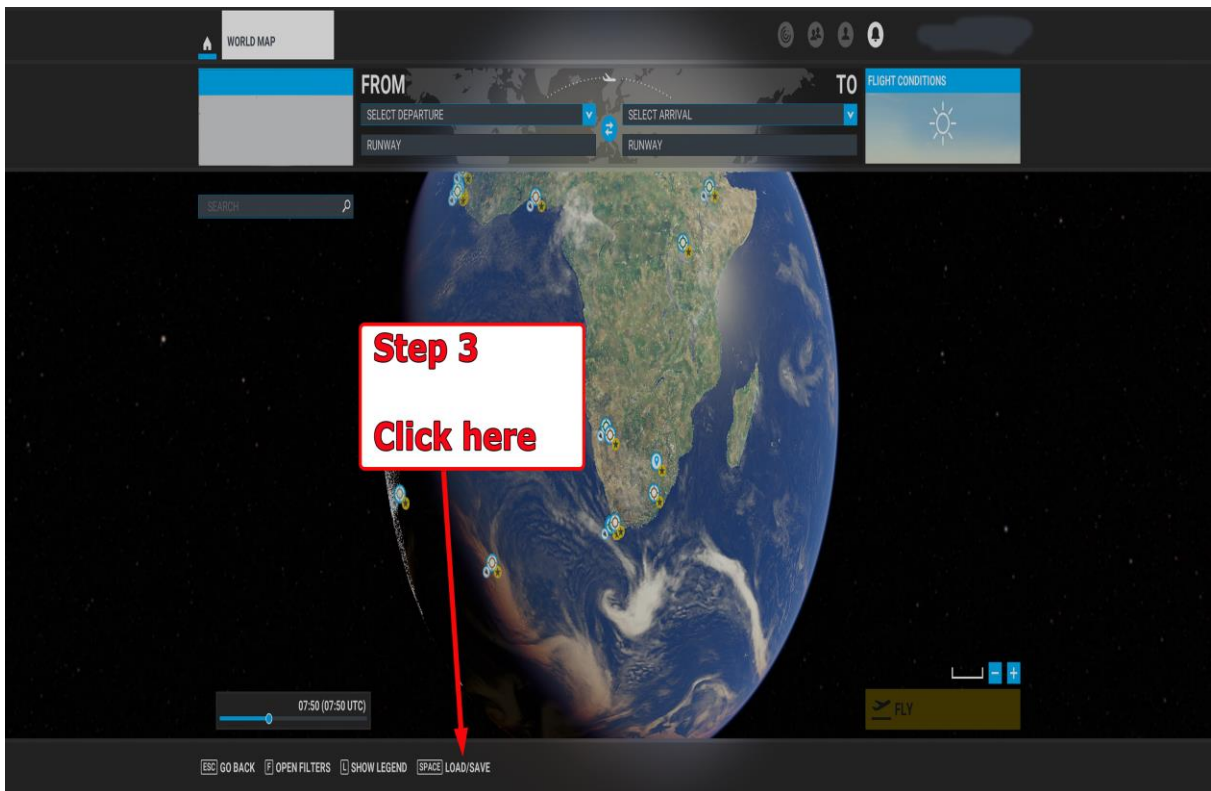 WORLD MAP
FROM
TO
FLIGHT CONDITIONS
SELECT DEPARTURE
SELECT ARRIVAL
RUNWAY
RUNWAY
SEARCH
Step 3
Click here
07:50 (07:50 UTC)
FLY
ESC GO BACK F OPEN FILTERS L SHOW LEGEND SPACE LOAD/SAVE